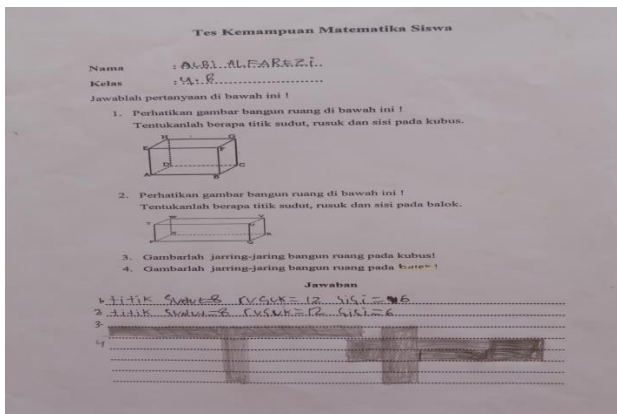 Tes Kemampuan Matematika Siswa
Nama : ALBI ALFAREZI
Kelas : 4.B
Jawablah pertanyaan di bawah ini !
1. Perhatikan gambar bangun ruang di bawah ini !
Tentukanlah berapa titik sudut, rusuk dan sisi pada kubus.
H G
E F
D C
A B
2. Perhatikan gambar bangun ruang di bawah ini !
Tentukanlah berapa titik sudut, rusuk dan sisi pada balok.
W V
T
R
Q
3. Gambarlah jarring-jaring bangun ruang pada kubus!
4. Gambarlah jarring-jaring bangun ruang pada balok!
Jawaban
1. titik sudut=8 rusuk=12 sisi=6
2. titik sudut=8 rusuk=12 sisi=6
3.
4